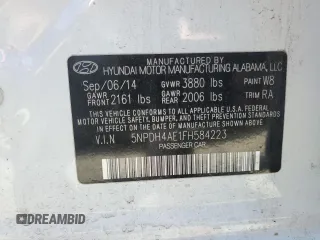 MANUFACTURED BY
HYUNDAI MOTOR MANUFACTURING ALABAMA, LLC
Sep/06/14 GVWR 3880 lbs PAINT W8
GAWR FRONT 2161 lbs GAWR REAR 2006 lbs TRIM RA
THIS VEHICLE CONFORMS TO ALL APPLICABLE
U.S. FEDERAL MOTOR VEHICLE SAFETY, BUMPER,
AND THEFT PREVENTION STANDARDS IN EFFECT
ON THE DATE OF MANUFACTURE SHOWN ABOVE.
V.I.N 5NPDH4AE1FH584223
PASSENGER CAR